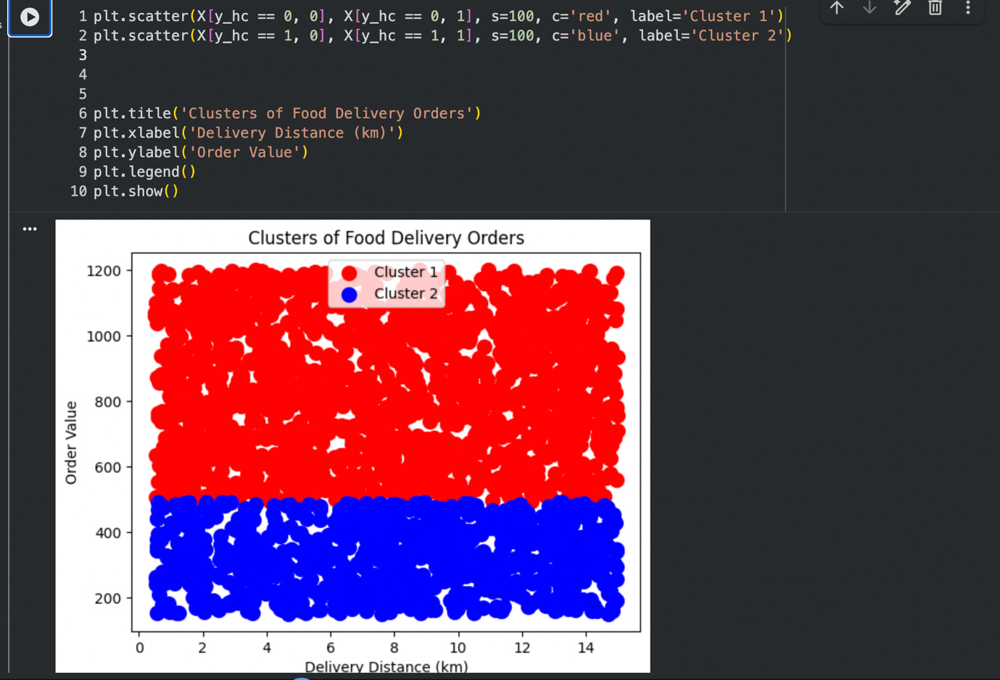 1 plt.scatter(X[y_hc == 0, 0], X[y_hc == 0, 1], s=100, c='red', label='Cluster 1')
2 plt.scatter(X[y_hc == 1, 0], X[y_hc == 1, 1], s=100, c='blue', label='Cluster 2')
3
4
5
6 plt.title('Clusters of Food Delivery Orders')
7 plt.xlabel('Delivery Distance (km)')
8 plt.ylabel('Order Value')
9 plt.legend()
10 plt.show()
Clusters of Food Delivery Orders
Cluster 1
Cluster 2
1200
1000
800
600
400
200
Order Value
0 2 4 6 8 10 12 14
Delivery Distance (km)